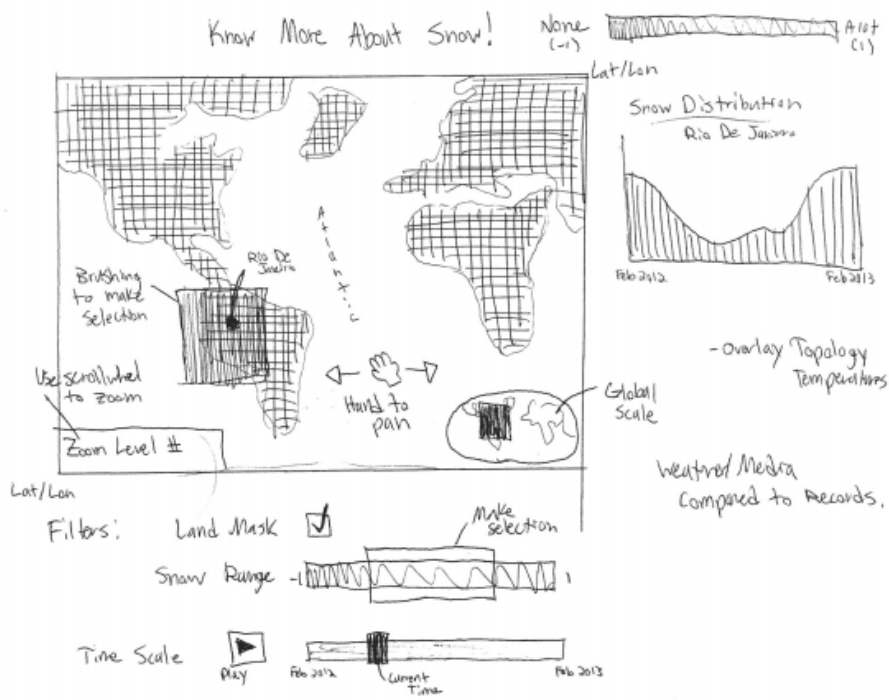 Know More About Snow!
None
(-1)
A lot
(1)
Lat/Lon
Snow Distribution
Rio De Janiero
Feb 2012
Feb 2013
Atlantic
Rio De
Janeiro
Brushing
to make
Selection
Use scrollwheel
to zoom
Hand to
pan
Global
Scale
Zoom Level #
Lat/Lon
-Overlay Topology
Temperatures
Weather/Media
Compared to Records.
Filters:
Land Mask
Make
selection
Snow Range
-1
1
Time Scale
Play
Feb 2012
Current
Time
Feb 2013